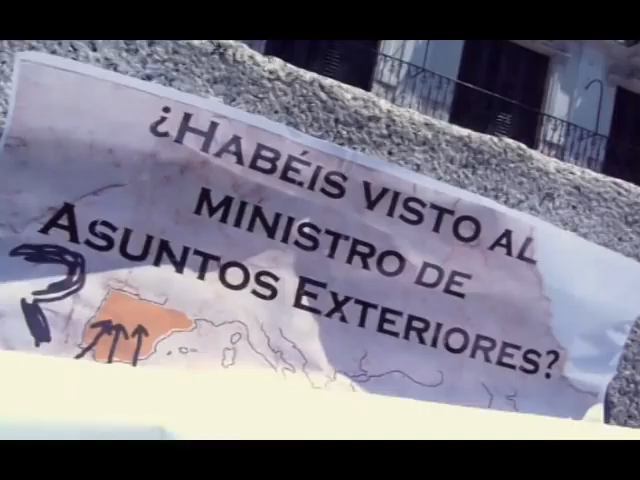 ¿HABÉIS VISTO AL
MINISTRO DE
ASUNTOS EXTERIORES?
?